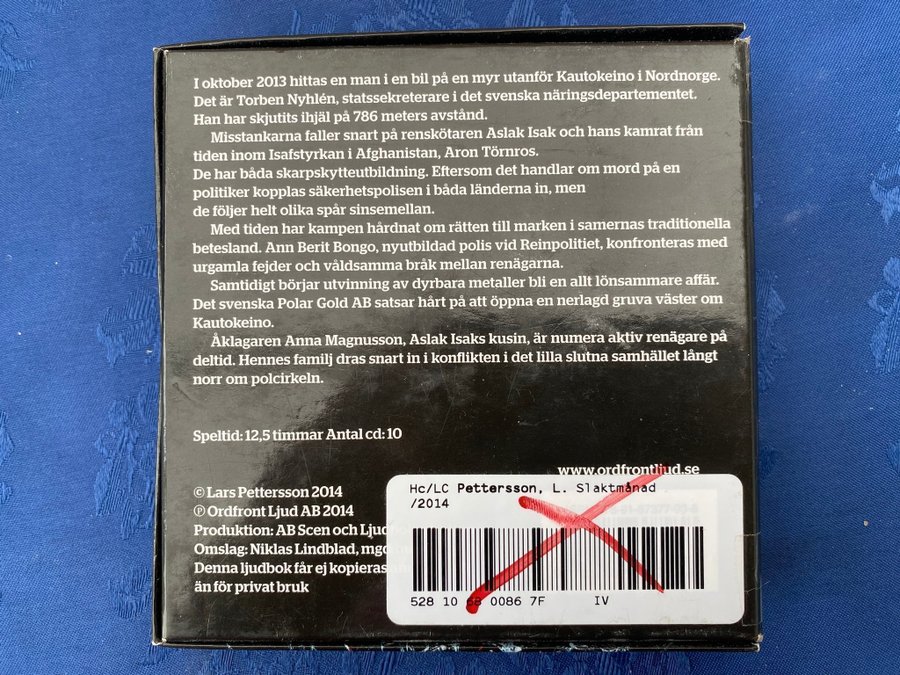 I oktober 2013 hittas en man i en bil på en myr utanför Kautokeino i Nordnorge.
Det är Torben Nyhlén, statssekreterare i det svenska näringsdepartementet.
Han har skjutits ihjäl på 786 meters avstånd.
Misstankarna faller snart på renskötaren Aslak Isak och hans kamrat från
tiden inom Isafstyrkan i Afghanistan, Aron Törnros.
De har båda skarpskytteutbildning. Eftersom det handlar om mord på en
politiker kopplas säkerhetspolisen i båda länderna in, men
de följer helt olika spår sinsemellan.
Med tiden har kampen hårdnat om rätten till marken i samernas traditionella
betesland. Ann Berit Bongo, nyutbildad polis vid Reinpolitiet, konfronteras med
urgamla fejder och våldsamma bråk mellan renägarna.
Samtidigt börjar utvinning av dyrbara metaller bli en allt lönsammare affär.
Det svenska Polar Gold AB satsar hårt på att öppna en nerlagd gruva väster om
Kautokeino.
Åklagaren Anna Magnusson, Aslak Isaks kusin, är numera aktiv renägare på
deltid. Hennes familj dras snart in i konflikten i det lilla slutna samhället långt
norr om polcirkeln.
Speltid: 12,5 timmar Antal cd: 10
www.ordfrontljud.se
© Lars Pettersson 2014
℗ Ordfront Ljud AB 2014
Produktion: AB Scen och Ljud
Omslag: Niklas Lindblad,
Denna ljudbok får ej kopieras
än för privat bruk
Hc/LC Pettersson, L. Slaktmånad
/2014
528 10 0086 7F IV